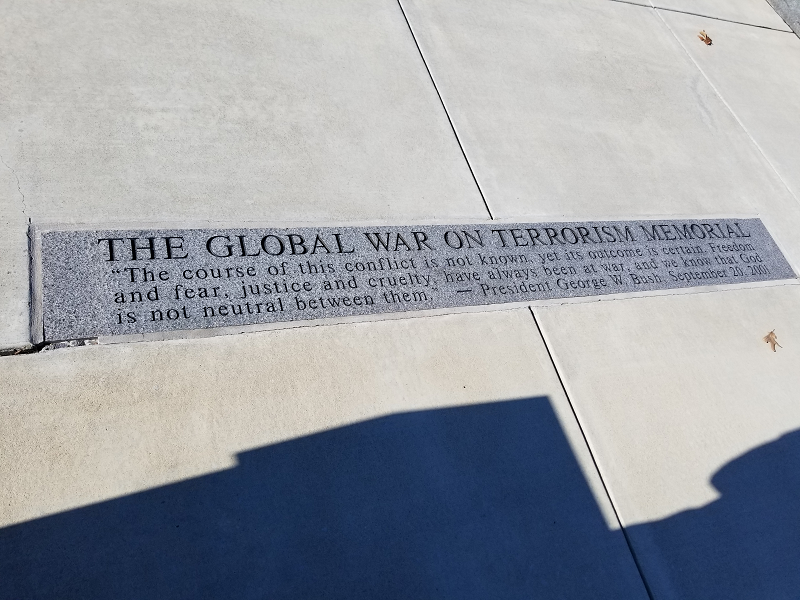 THE GLOBAL WAR ON TERRORISM MEMORIAL
“The course of this conflict is not known, yet its outcome is certain. Freedom
and fear, justice and cruelty, have always been at war, and we know that God
is not neutral between them.” — President George W. Bush, September 20, 2001